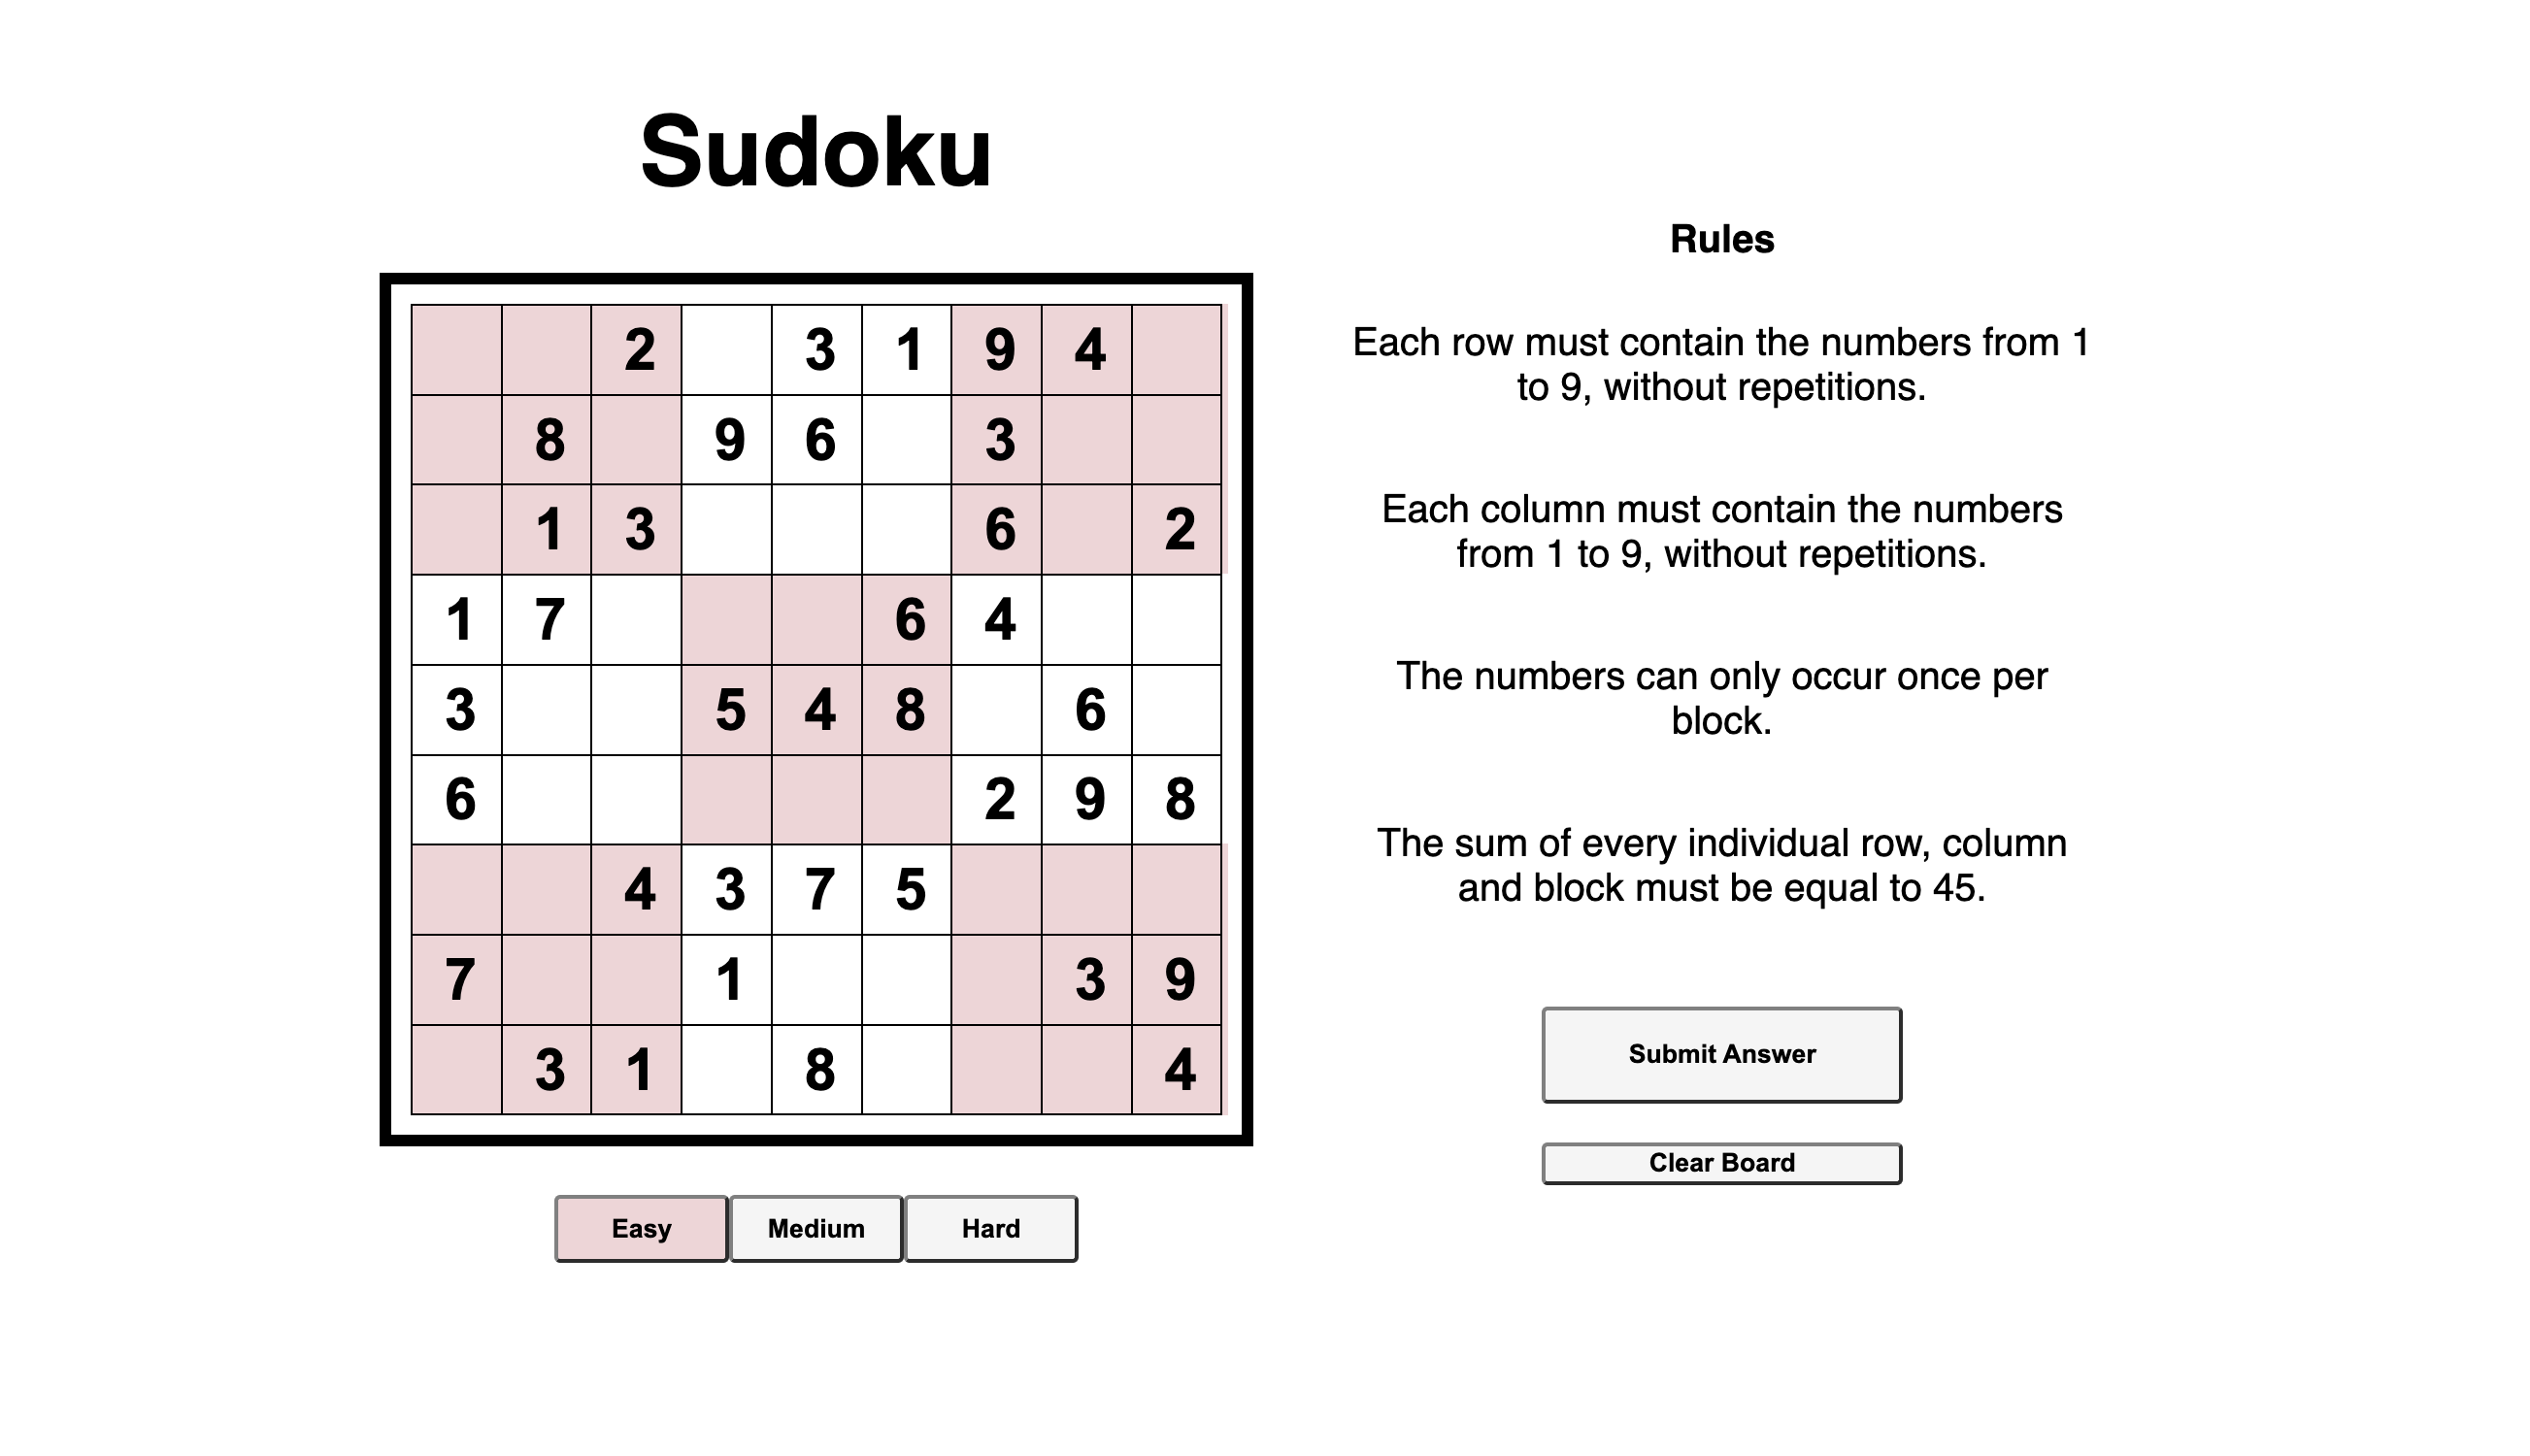 Sudoku
Rules
2 3 1 9 4
8 9 6 3
1 3 6 2
1 7 6 4
3 5 4 8 6
6 2 9 8
4 3 7 5
7 1 3 9
3 1 8 4
Each row must contain the numbers from 1
to 9, without repetitions.
Each column must contain the numbers
from 1 to 9, without repetitions.
The numbers can only occur once per
block.
The sum of every individual row, column
and block must be equal to 45.
Submit Answer
Clear Board
Easy Medium Hard